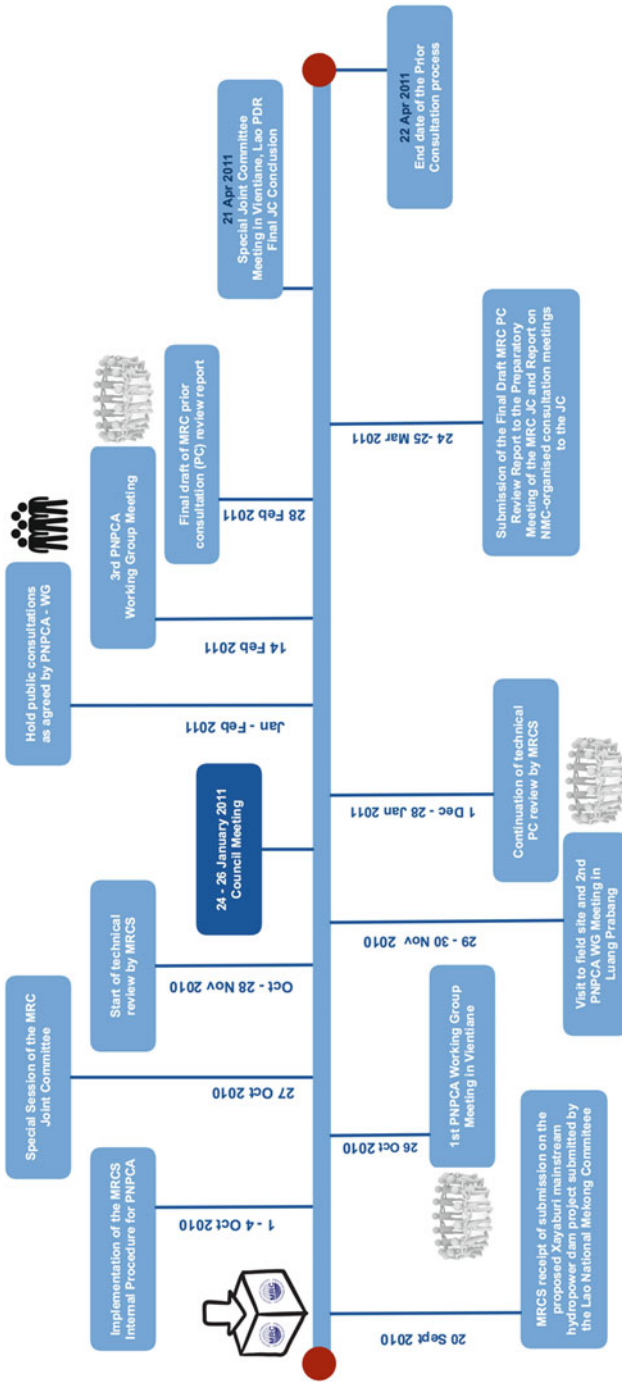 20 Sept 2010
MRCS receipt of submission on the
proposed Xayaburi mainstream
hydropower dam project submitted by
the Lao National Mekong Commiteee
MRC
MRC
1 - 4 Oct 2010
Implementation of the MRCS
Internal Procedure for PNPCA
26 Oct 2010
1st PNPCA Working Group
Meeting in Vientiane
27 Oct 2010
Special Session of the MRC
Joint Committee
Oct - 28 Nov 2010
Start of technical
review by MRCS
29 - 30 Nov 2010
Visit to field site and 2nd
PNPCA WG Meeting in
Luang Prabang
24 - 26 January 2011
Council Meeting
1 Dec - 28 Jan 2011
Continuation of technical
PC review by MRCS
Jan - Feb 2011
Hold public consultations
as agreed by PNPCA - WG
14 Feb 2011
3rd PNPCA
Working Group Meeting
28 Feb 2011
Final draft of MRC prior
consultation (PC) review report
24 -25 Mar 2011
Submission of the Final Draft MRC PC
Review Report to the Preparatory
Meeting of the MRC JC and Report on
NMC-organised consultation meetings
to the JC
21 Apr 2011
Special Joint Committee
Meeting in Vientiane, Lao PDR
Final JC Conclusion
22 Apr 2011
End date of the Prior
Consultation process